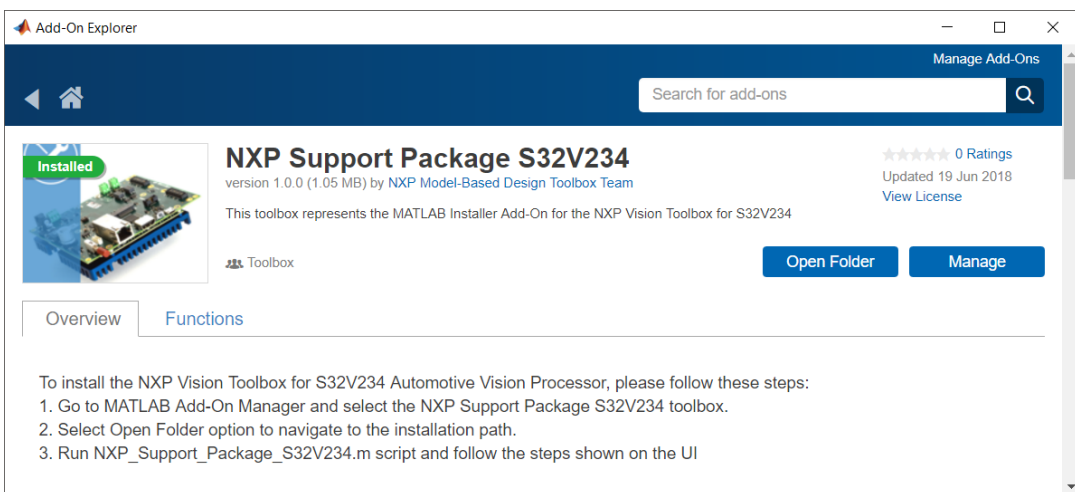 Add-On Explorer
Manage Add-Ons
Search for add-ons
Installed
NXP Support Package S32V234
version 1.0.0 (1.05 MB) by NXP Model-Based Design Toolbox Team
This toolbox represents the MATLAB Installer Add-On for the NXP Vision Toolbox for S32V234
0 Ratings
Updated 19 Jun 2018
View License
Toolbox
Open Folder
Manage
Overview
Functions
To install the NXP Vision Toolbox for S32V234 Automotive Vision Processor, please follow these steps:
1. Go to MATLAB Add-On Manager and select the NXP Support Package S32V234 toolbox.
2. Select Open Folder option to navigate to the installation path.
3. Run NXP_Support_Package_S32V234.m script and follow the steps shown on the UI